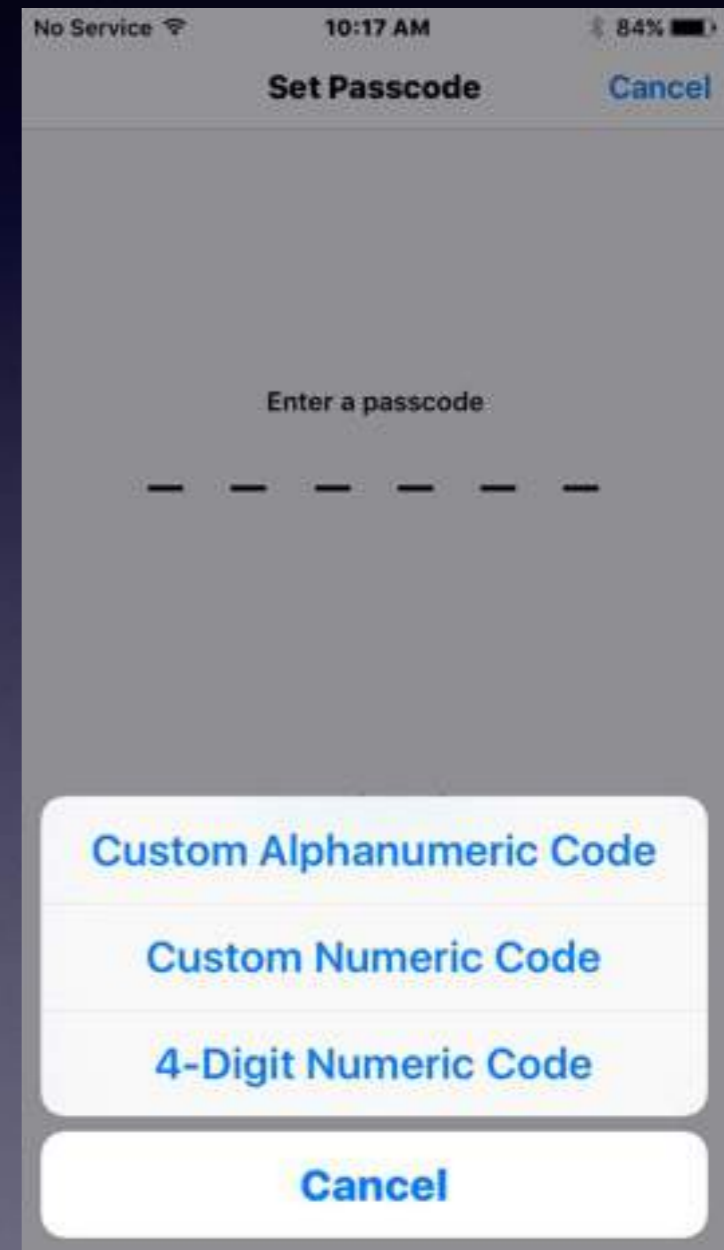 No Service 10:17 AM 84%
Set Passcode Cancel
Enter a passcode
Custom Alphanumeric Code
Custom Numeric Code
4-Digit Numeric Code
Cancel